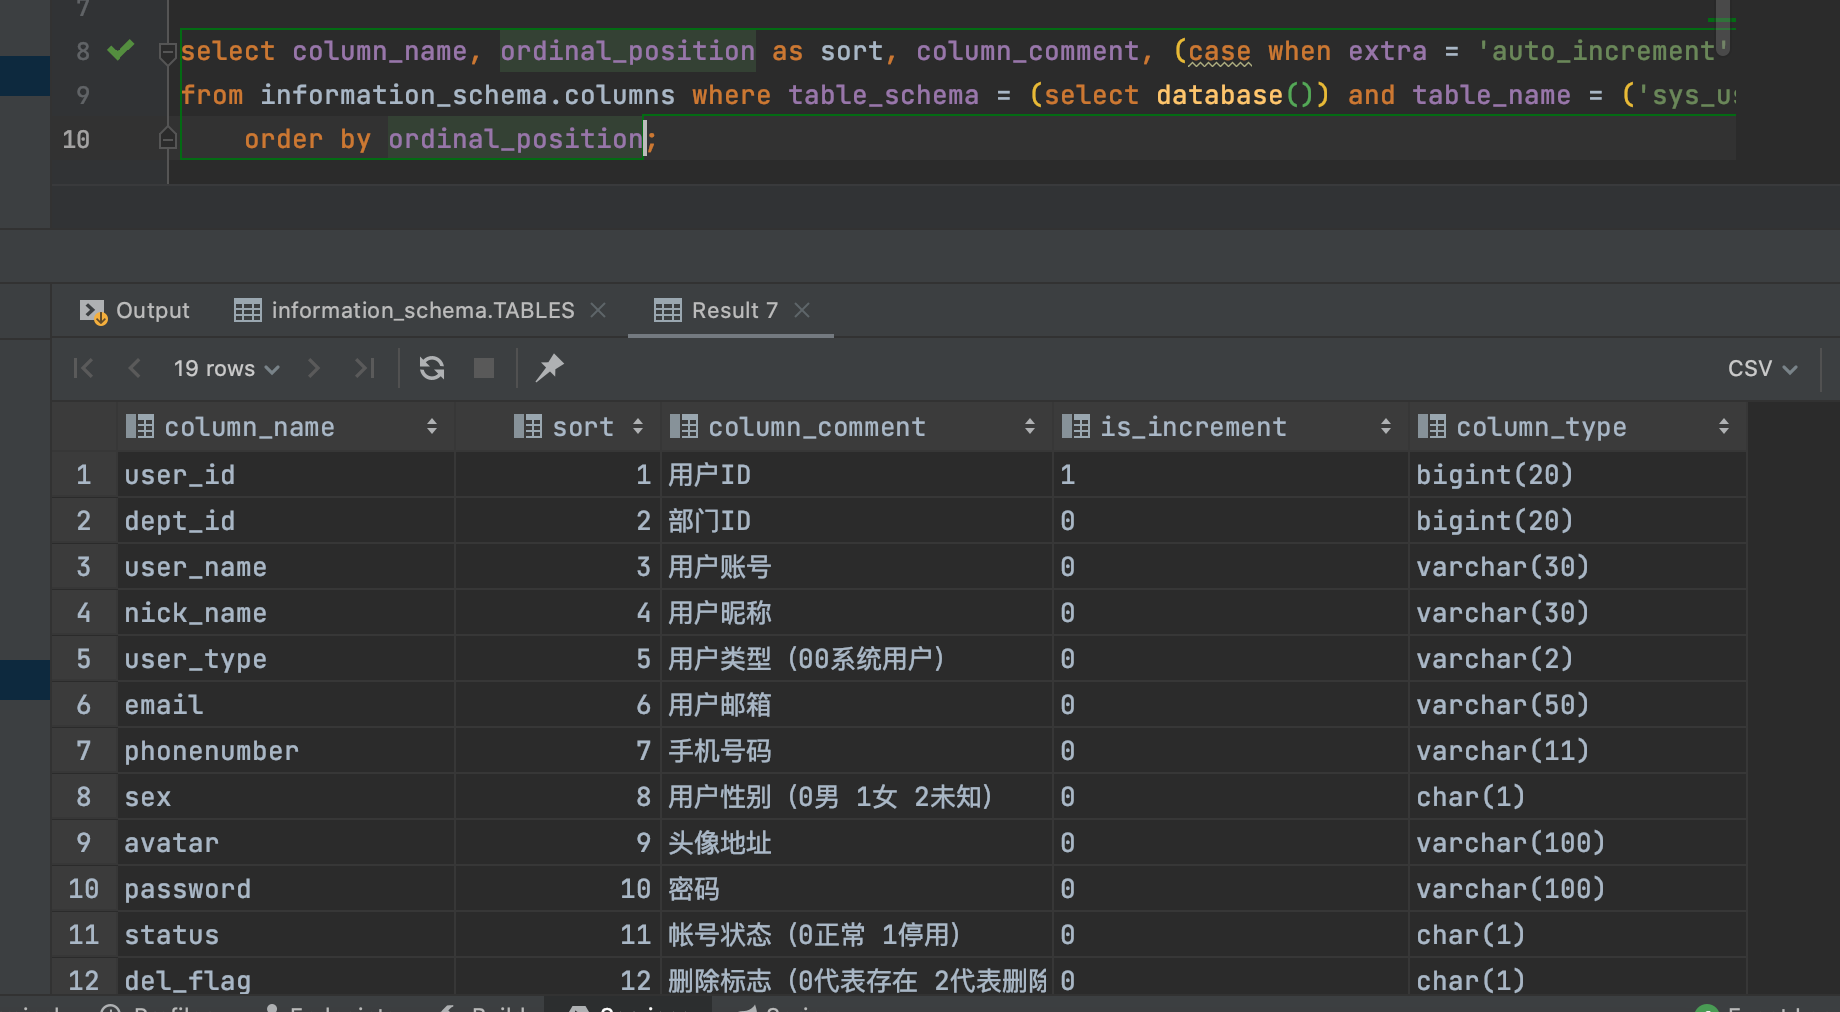 7
8 select column_name, ordinal_position as sort, column_comment, (case when extra = 'auto_increment'
9 from information_schema.columns where table_schema = (select database()) and table_name = ('sys_us
10 order by ordinal_position;
Output information_schema.TABLES Result 7
19 rows CSV
column_name sort column_comment is_increment column_type
1 user_id 1 用户ID 1 bigint(20)
2 dept_id 2 部门ID 0 bigint(20)
3 user_name 3 用户账号 0 varchar(30)
4 nick_name 4 用户昵称 0 varchar(30)
5 user_type 5 用户类型（00系统用户） 0 varchar(2)
6 email 6 用户邮箱 0 varchar(50)
7 phonenumber 7 手机号码 0 varchar(11)
8 sex 8 用户性别（0男 1女 2未知） 0 char(1)
9 avatar 9 头像地址 0 varchar(100)
10 password 10 密码 0 varchar(100)
11 status 11 帐号状态（0正常 1停用） 0 char(1)
12 del_flag 12 删除标志（0代表存在 2代表删除 0 char(1)